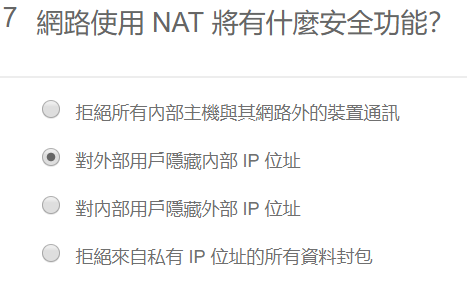 7 網路使用 NAT 將有什麼安全功能?
拒絕所有內部主機與其網路外的裝置通訊
對外部用戶隱藏內部 IP 位址
對內部用戶隱藏外部 IP 位址
拒絕來自私有 IP 位址的所有資料封包